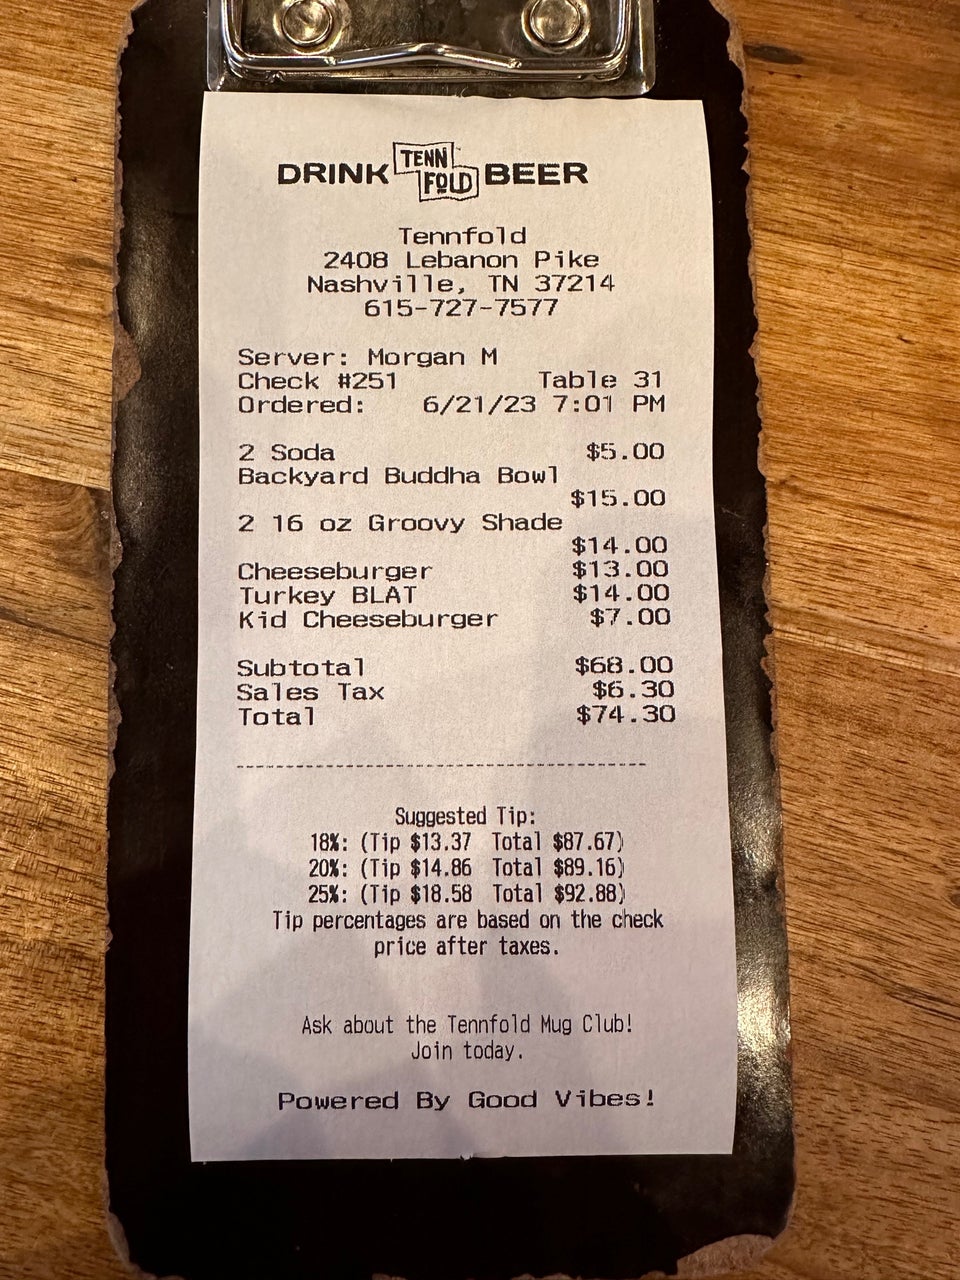 DRINK TENN FOLD BEER
Tennfold
2408 Lebanon Pike
Nashville, TN 37214
615-727-7577
Server: Morgan M
Check #251 Table 31
Ordered: 6/21/23 7:01 PM
2 Soda $5.00
Backyard Buddha Bowl
$15.00
2 16 oz Groovy Shade
$14.00
Cheeseburger $13.00
Turkey BLAT $14.00
Kid Cheeseburger $7.00
Subtotal $68.00
Sales Tax $6.30
Total $74.30
Suggested Tip:
18%: (Tip $13.37 Total $87.67)
20%: (Tip $14.86 Total $89.16)
25%: (Tip $18.58 Total $92.88)
Tip percentages are based on the check
price after taxes.
Ask about the Tennfold Mug Club!
Join today.
Powered By Good Vibes!